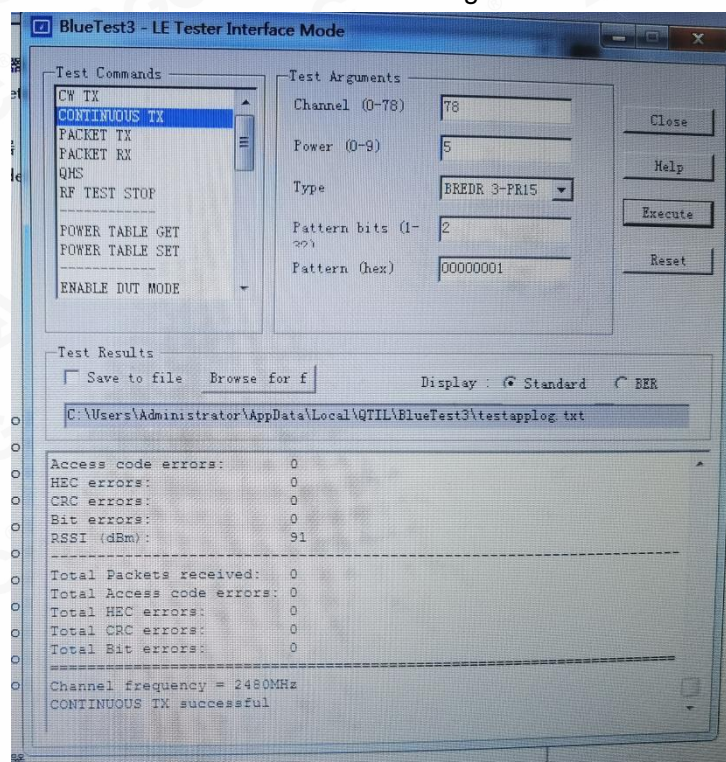 BlueTest3 - LE Tester Interface Mode
Test Commands
CW TX
CONTINUOUS TX
PACKET TX
PACKET RX
QHS
RF TEST STOP
------------
POWER TABLE GET
POWER TABLE SET
------------
ENABLE DUT MODE
Test Arguments
Channel (0-78)
78
Power (0-9)
5
Type
BREDR 3-PR15
Pattern bits (1-
2
Pattern (hex)
00000001
Close
Help
Execute
Reset
Test Results
Save to file
Browse for f
Display :
Standard
BER
C:\Users\Administrator\AppData\Local\QTIL\BlueTest3\testapplog.txt
Access code errors: 0
HEC errors: 0
CRC errors: 0
Bit errors: 0
RSSI (dBm): 91
Total Packets received: 0
Total Access code errors: 0
Total HEC errors: 0
Total CRC errors: 0
Total Bit errors: 0
Channel frequency = 2480MHz
CONTINUOUS TX successful